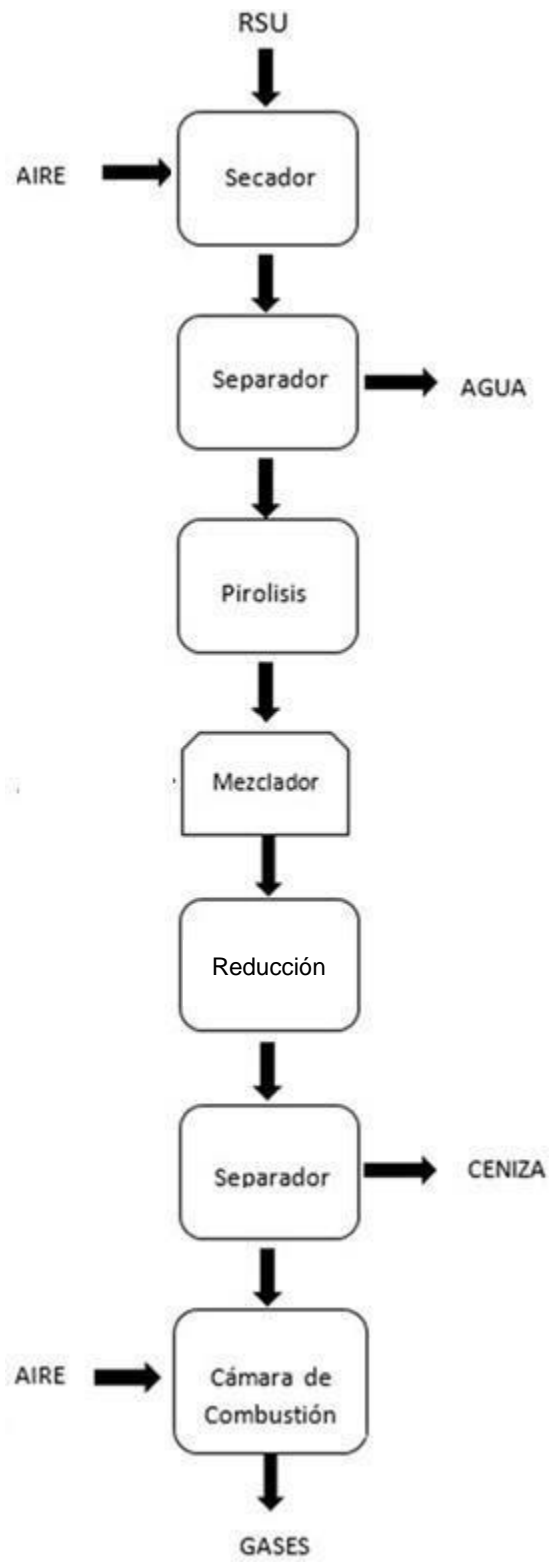 RSU
AIRE
Secador
Separador
AGUA
Pirolisis
Mezclador
Reducción
Separador
CENIZA
AIRE
Cámara de
Combustión
GASES